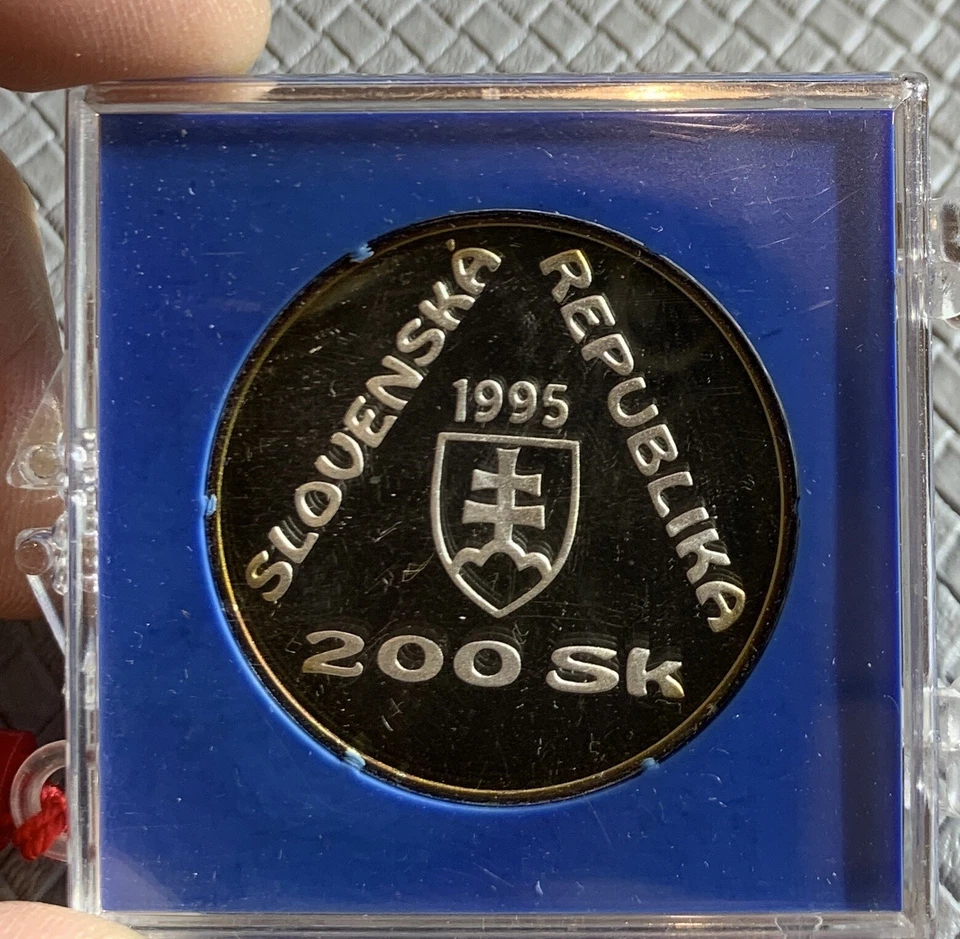 SLOVENSKÁ REPUBLIKA
1995
200 Sk